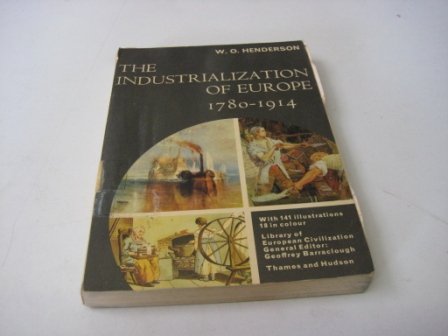 W. O. HENDERSON
THE
INDUSTRIALIZATION
OF EUROPE
1780-1914
With 141 illustrations
18 in colour
Library of
European Civilization
General Editor:
Geoffrey Barraclough
Thames and Hudson